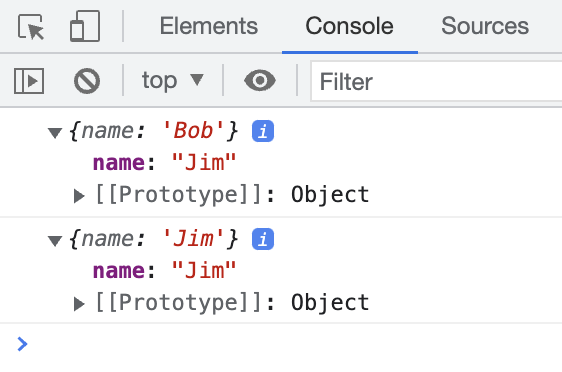 Elements Console Sources
top ▼ Filter
▼{name: 'Bob'} i
name: "Jim"
▶[[Prototype]]: Object
▼{name: 'Jim'} i
name: "Jim"
▶[[Prototype]]: Object
>